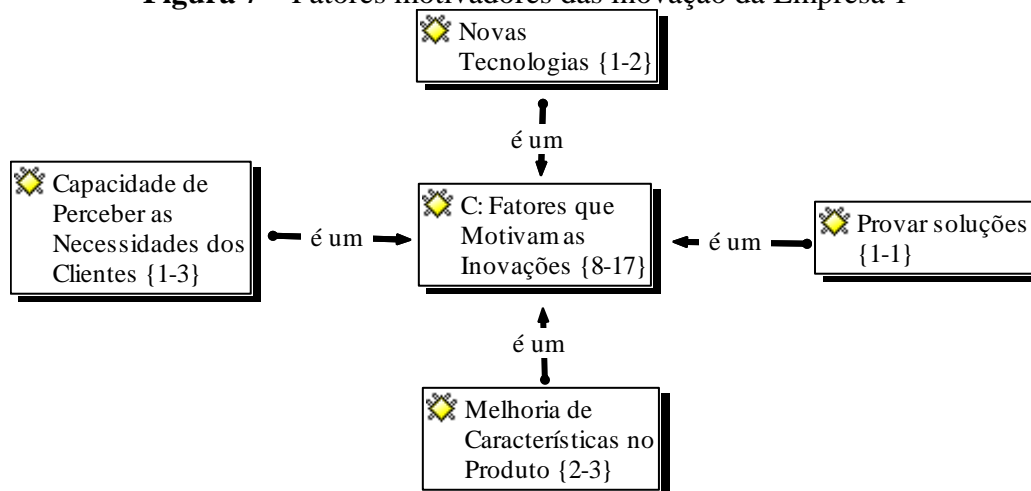 Figura 7 – Fatores motivadores das inovação da Empresa 1
Novas
Tecnologias {1-2}
é um
Capacidade de
Perceber as
Necessidades dos
Clientes {1-3}
é um
C: Fatores que
Motivam as
Inovações {8-17}
é um
Provar soluções
{1-1}
é um
Melhoria de
Características no
Produto {2-3}